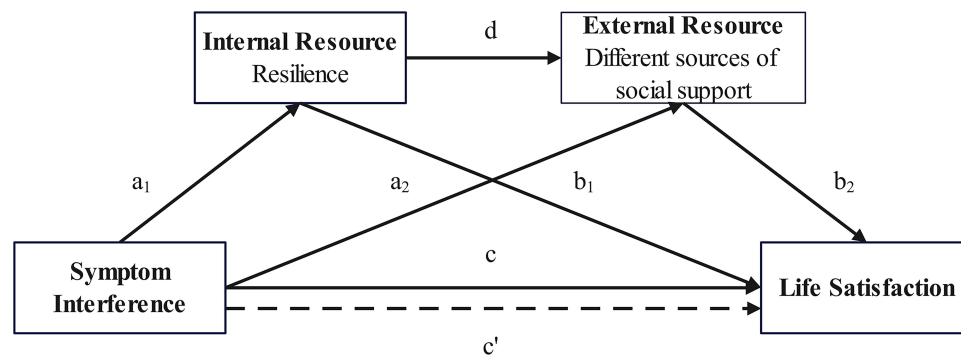 Internal Resource
Resilience
d
External Resource
Different sources of
social support
a₁
a₂
b₁
b₂
Symptom
Interference
c
c'
Life Satisfaction